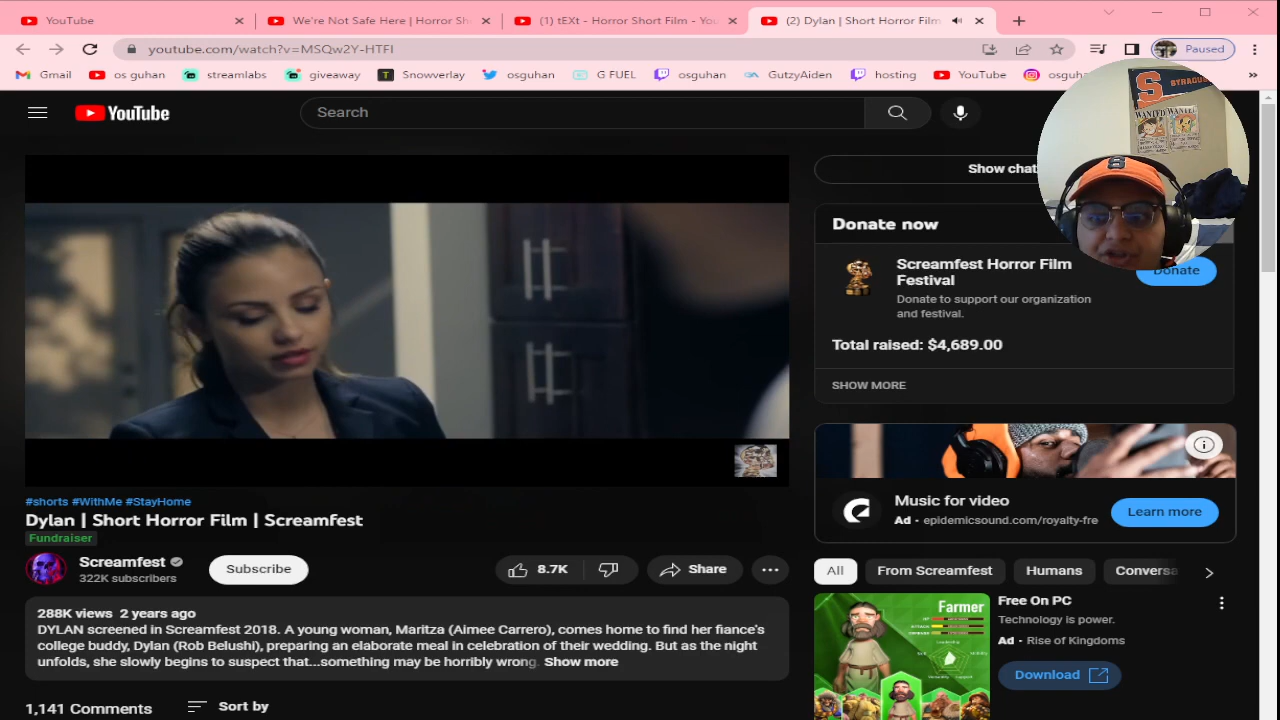 YouTube
We're Not Safe Here | Horror Sh
(1) tEXt - Horror Short Film - You
(2) Dylan | Short Horror Film
youtube.com/watch?v=MSQw2Y-HTFI
Paused
Gmail
os guhan
streamlabs
giveaway
Snowverlay
osguhan
G FUEL
osguhan
GutzyAiden
hosting
YouTube
osguha
YouTube
Search
Show chat
Donate now
Screamfest Horror Film
Festival
Donate to support our organization
and festival.
Donate
Total raised: $4,689.00
SHOW MORE
WANTED WANTED
S
Music for video
Ad - epidemicsound.com/royalty-fre
Learn more
#shorts #WithMe #StayHome
Dylan | Short Horror Film | Screamfest
Fundraiser
Screamfest
322K subscribers
Subscribe
8.7K
Share
All
From Screamfest
Humans
Conversa
288K views 2 years ago
DYLAN screened in Screamfest 2018. A young woman, Maritza (Aimee Garcia), comes home to find her fiance's
college buddy, Dylan (Rob Belushi), preparing an elaborate meal in celebration of their wedding. But as the night
unfolds, she slowly begins to suspect that...something may be horribly wrong. Show more
Farmer
Free On PC
Technology is power.
Ad - Rise of Kingdoms
Download
1,141 Comments
Sort by